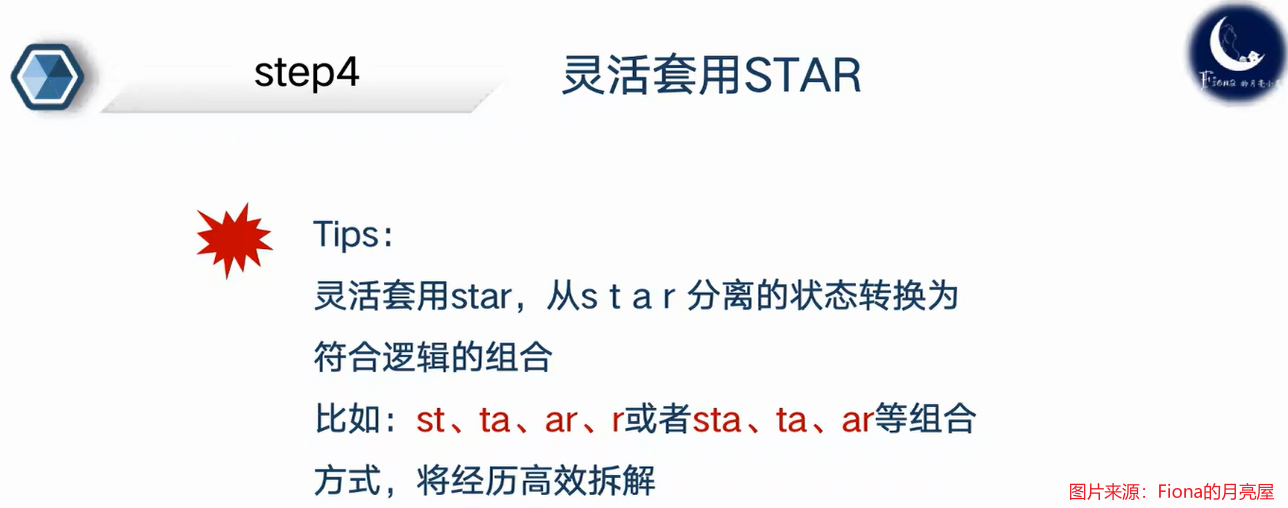 step4
灵活套用STAR
Fiona的月亮小屋
Tips:
灵活套用star，从s t a r 分离的状态转换为
符合逻辑的组合
比如：st、ta、ar、r或者sta、ta、ar等组合
方式，将经历高效拆解
图片来源：Fiona的月亮屋